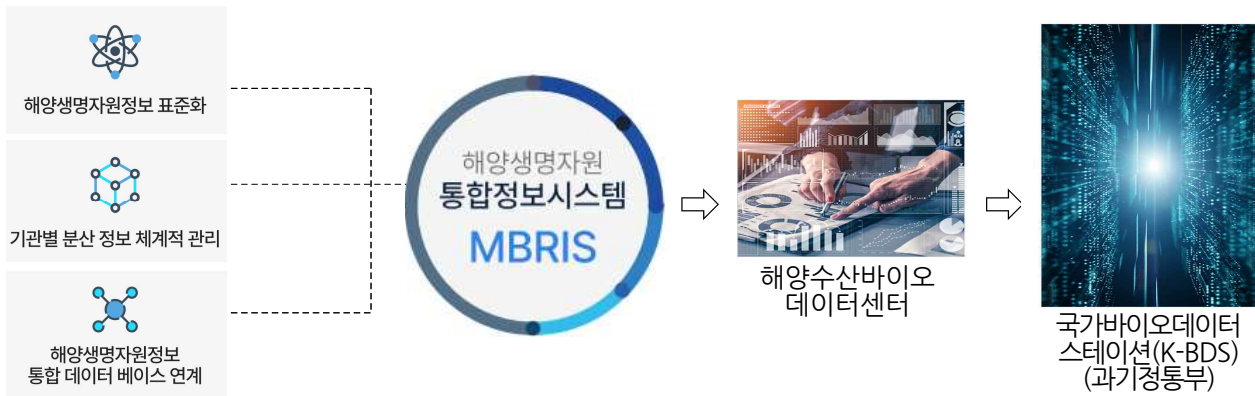 해양생명자원정보 표준화
기관별 분산 정보 체계적 관리
해양생명자원정보
통합 데이터 베이스 연계
해양생명자원
통합정보시스템
MBRIS
해양수산바이오
데이터센터
국가바이오데이터
스테이션(K-BDS)
(과기정통부)